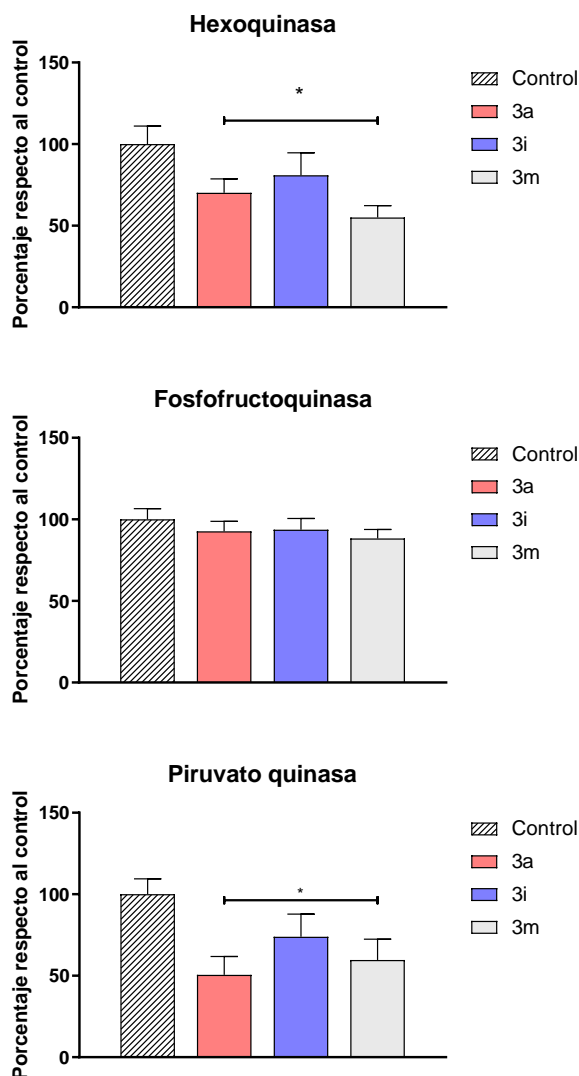 Hexoquinasa
Porcentaje respecto al control
150
100
50
0
*
Control
3a
3i
3m
Fosfofructoquinasa
Porcentaje respecto al control
150
100
50
0
Control
3a
3i
3m
Piruvato quinasa
Porcentaje respecto al control
150
100
50
0
*
Control
3a
3i
3m